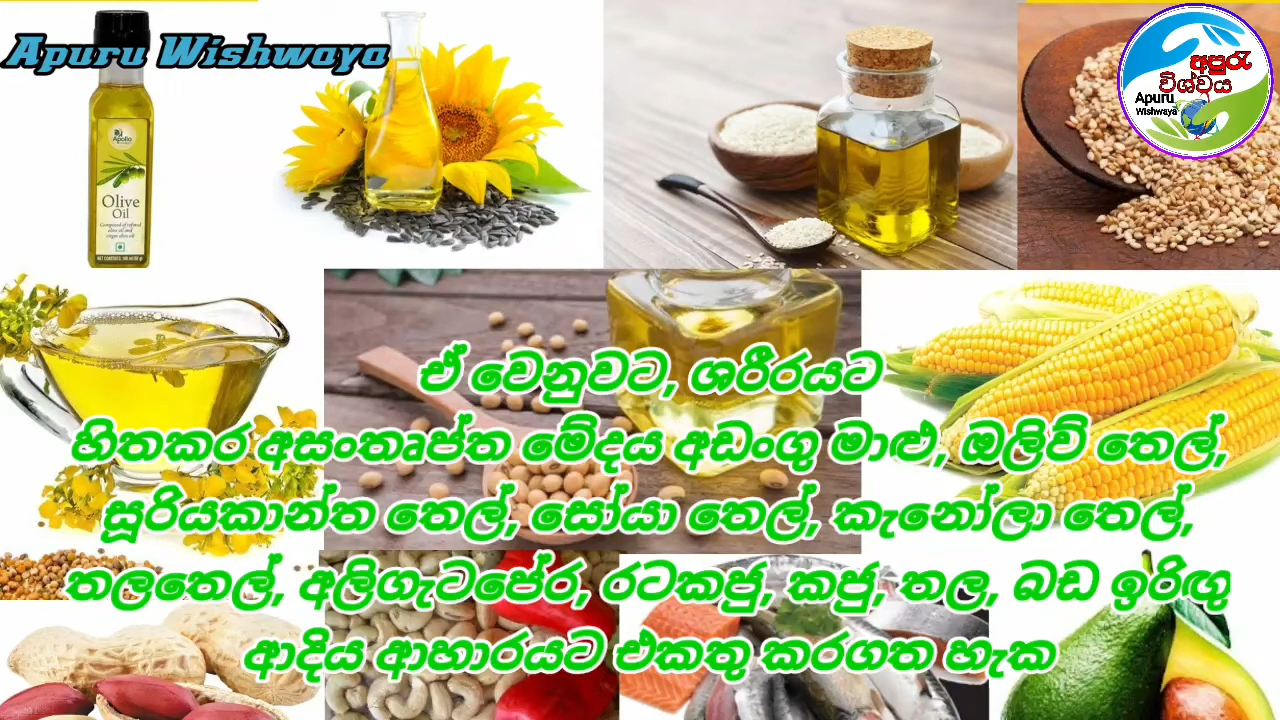 Apuru Wishwaya
අපුරු
විශ්වය
Apuru
Wishwaya
Apollo
Olive
Oil
ඒ වෙනුවට, ශරීරයට
හිතකර අසංතෘප්ත මේදය අඩංගු මාළු, ඔලිව් තෙල්,
සූරියකාන්ත තෙල්, සෝයා තෙල්, කැනෝලා තෙල්,
තලතෙල්, අලිගැටපේර, රටකජු, කජු, තල, බඩ ඉරිඟු
ආදිය ආහාරයට එකතු කරගත හැක